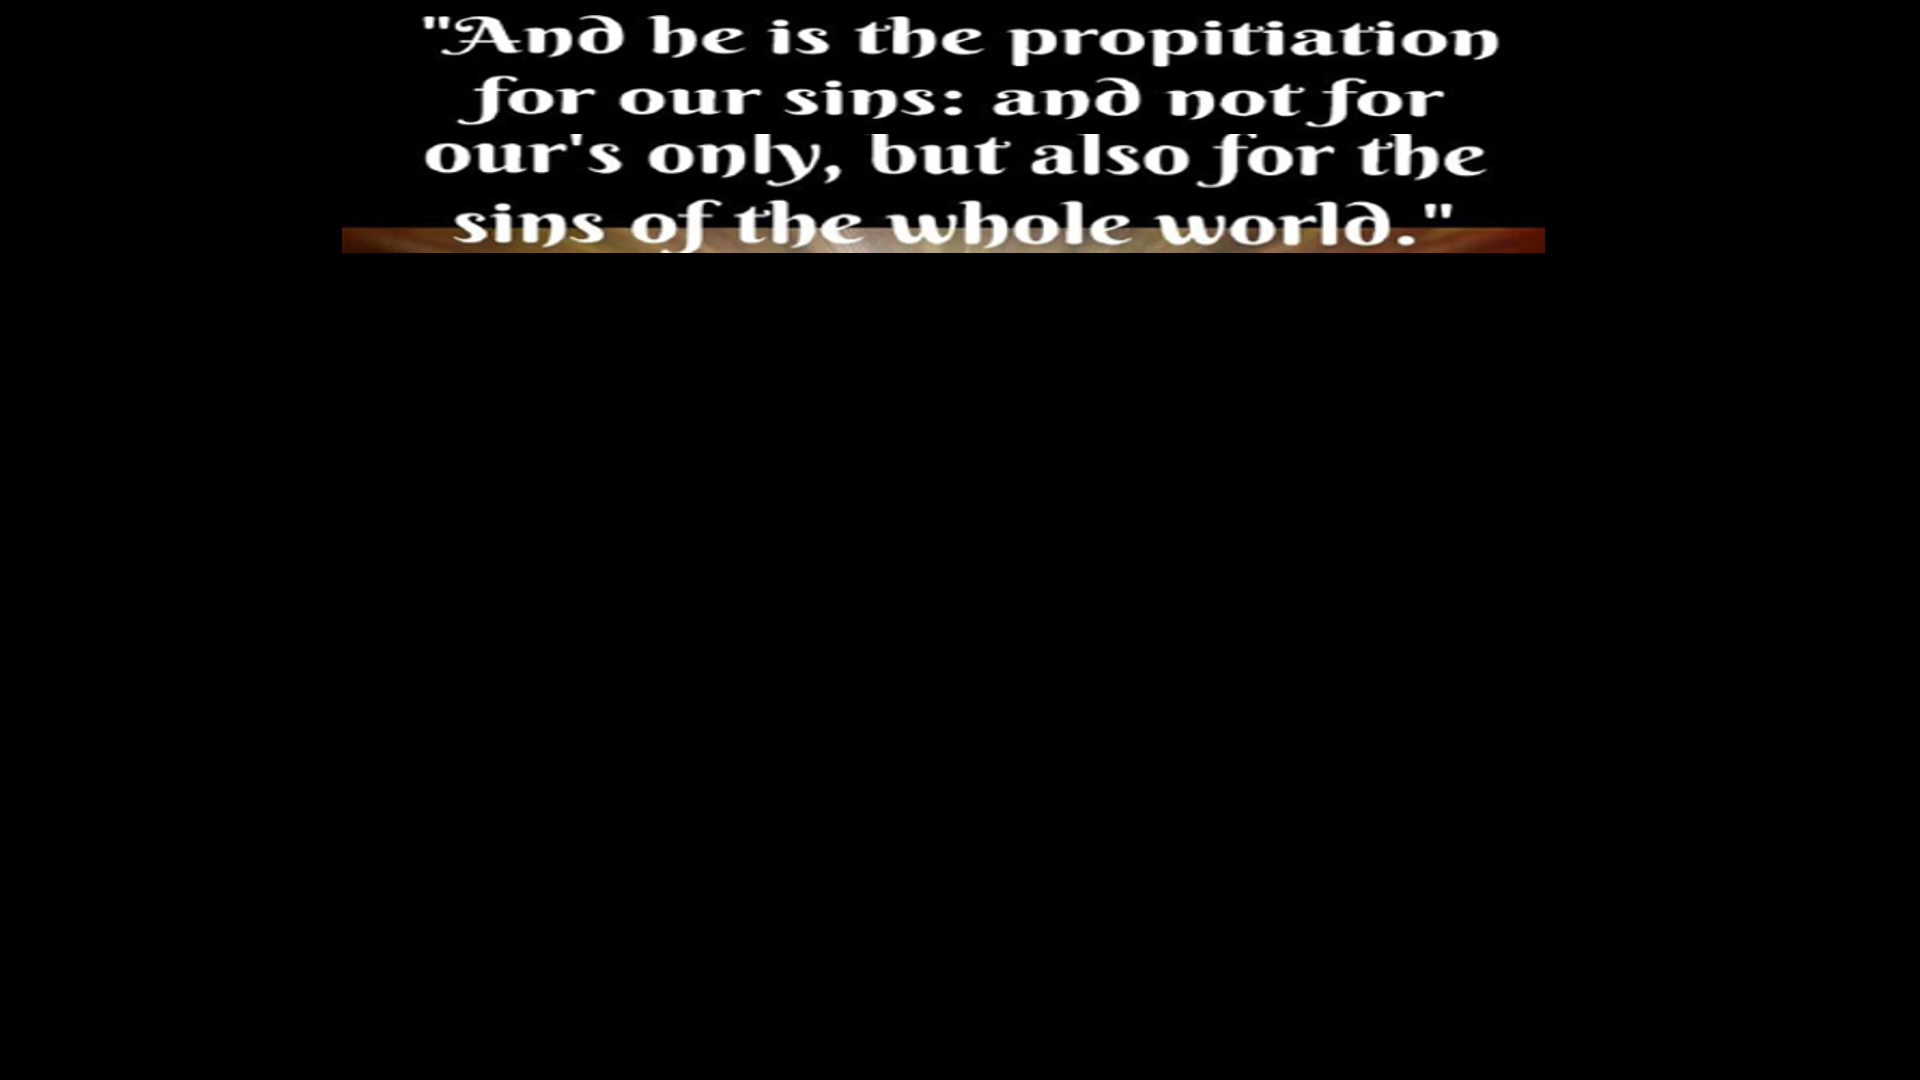 "And he is the propitiation
for our sins: and not for
our's only, but also for the
sins of the whole world."